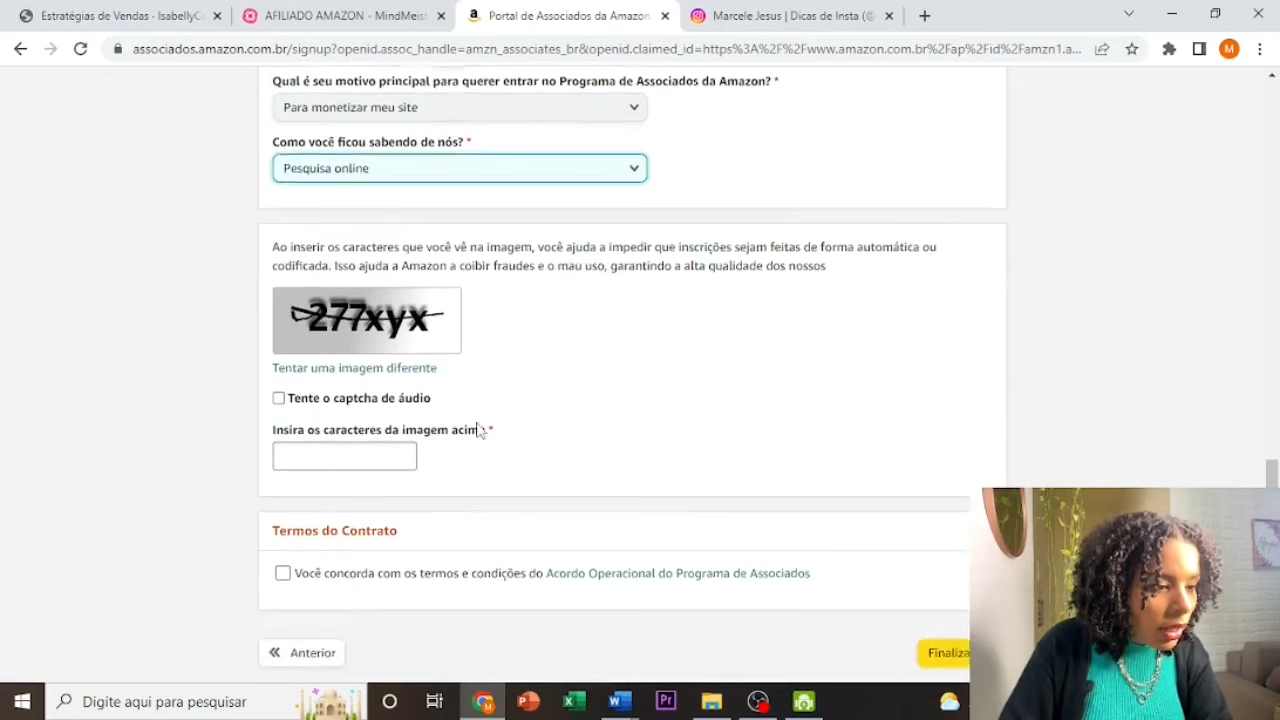 Estratégias de Vendas · IsabellyCo
AFILIADO AMAZON - MindMeist
Portal de Associados da Amazon
Marcele Jesus | Dicas de Insta (@
associados.amazon.com.br/signup?openid.assoc_handle=amzn_associates_br&openid.claimed_id=https%3A%2F%2Fwww.amazon.com.br%2Fap%2Fid%2Famzn1.a...
M
Qual é seu motivo principal para querer entrar no Programa de Associados da Amazon? *
Para monetizar meu site
Como você ficou sabendo de nós? *
Pesquisa online
Ao inserir os caracteres que você vê na imagem, você ajuda a impedir que inscrições sejam feitas de forma automática ou
codificada. Isso ajuda a Amazon a coibir fraudes e o mau uso, garantindo a alta qualidade dos nossos
277xyx
Tentar uma imagem diferente
Tente o captcha de áudio
Insira os caracteres da imagem acim *
Termos do Contrato
Você concorda com os termos e condições do Acordo Operacional do Programa de Associados
Anterior
Finaliza
Digite aqui para pesquisar